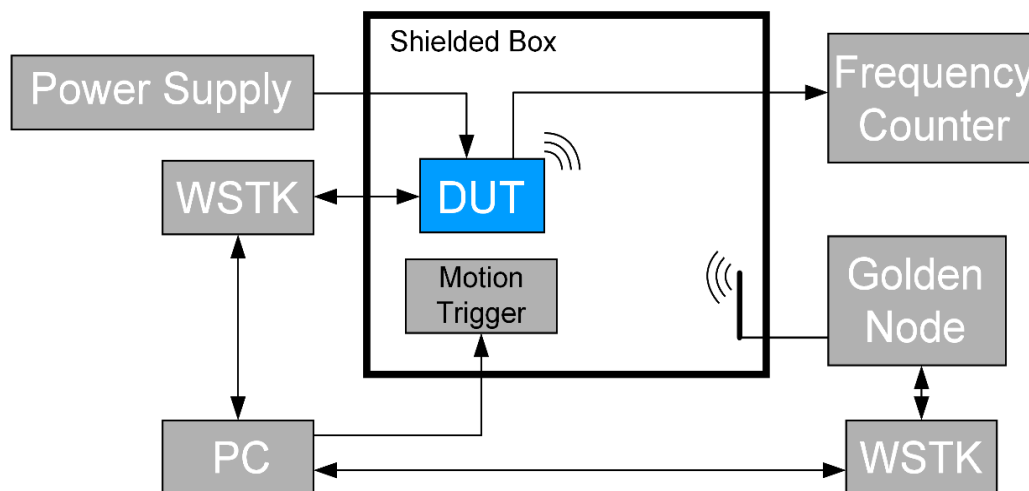 Shielded Box
Power Supply
Frequency
Counter
WSTK
DUT
Motion
Trigger
Golden
Node
PC
WSTK